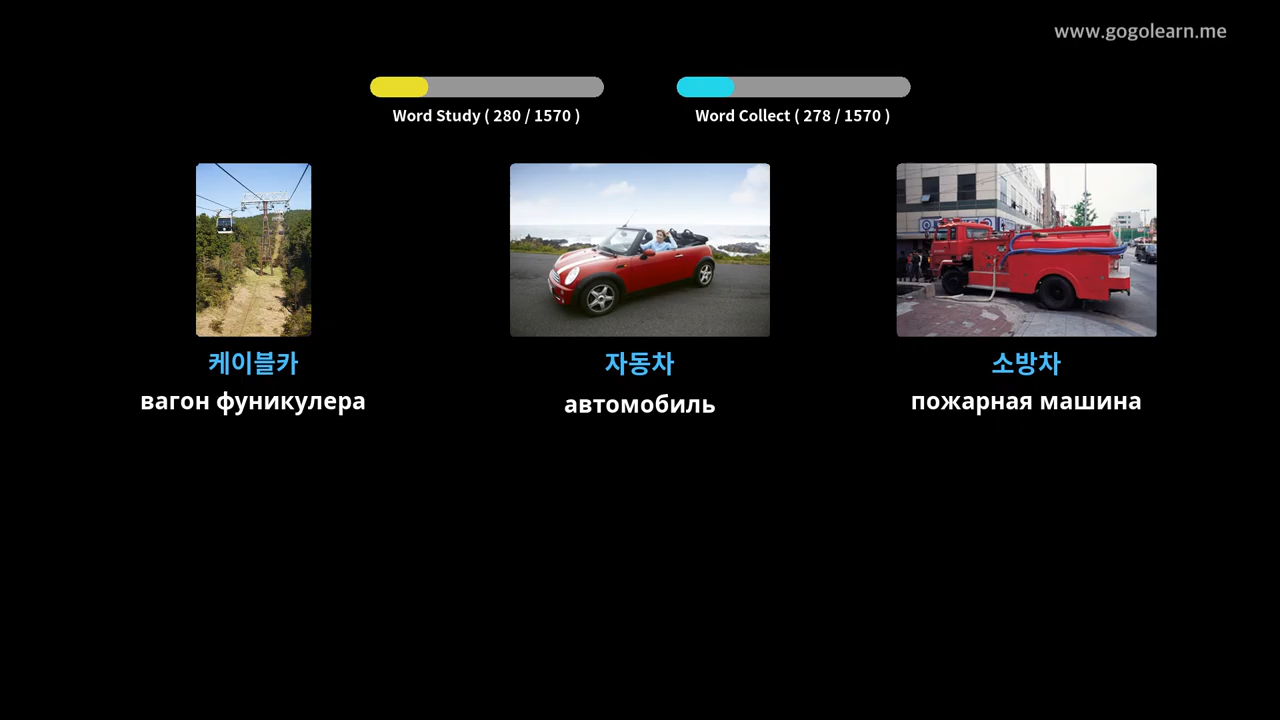 www.gogolearn.me
Word Study ( 280 / 1570 )
Word Collect ( 278 / 1570 )
케이블카
자동차
소방차
вагон фуникулера
автомобиль
пожарная машина